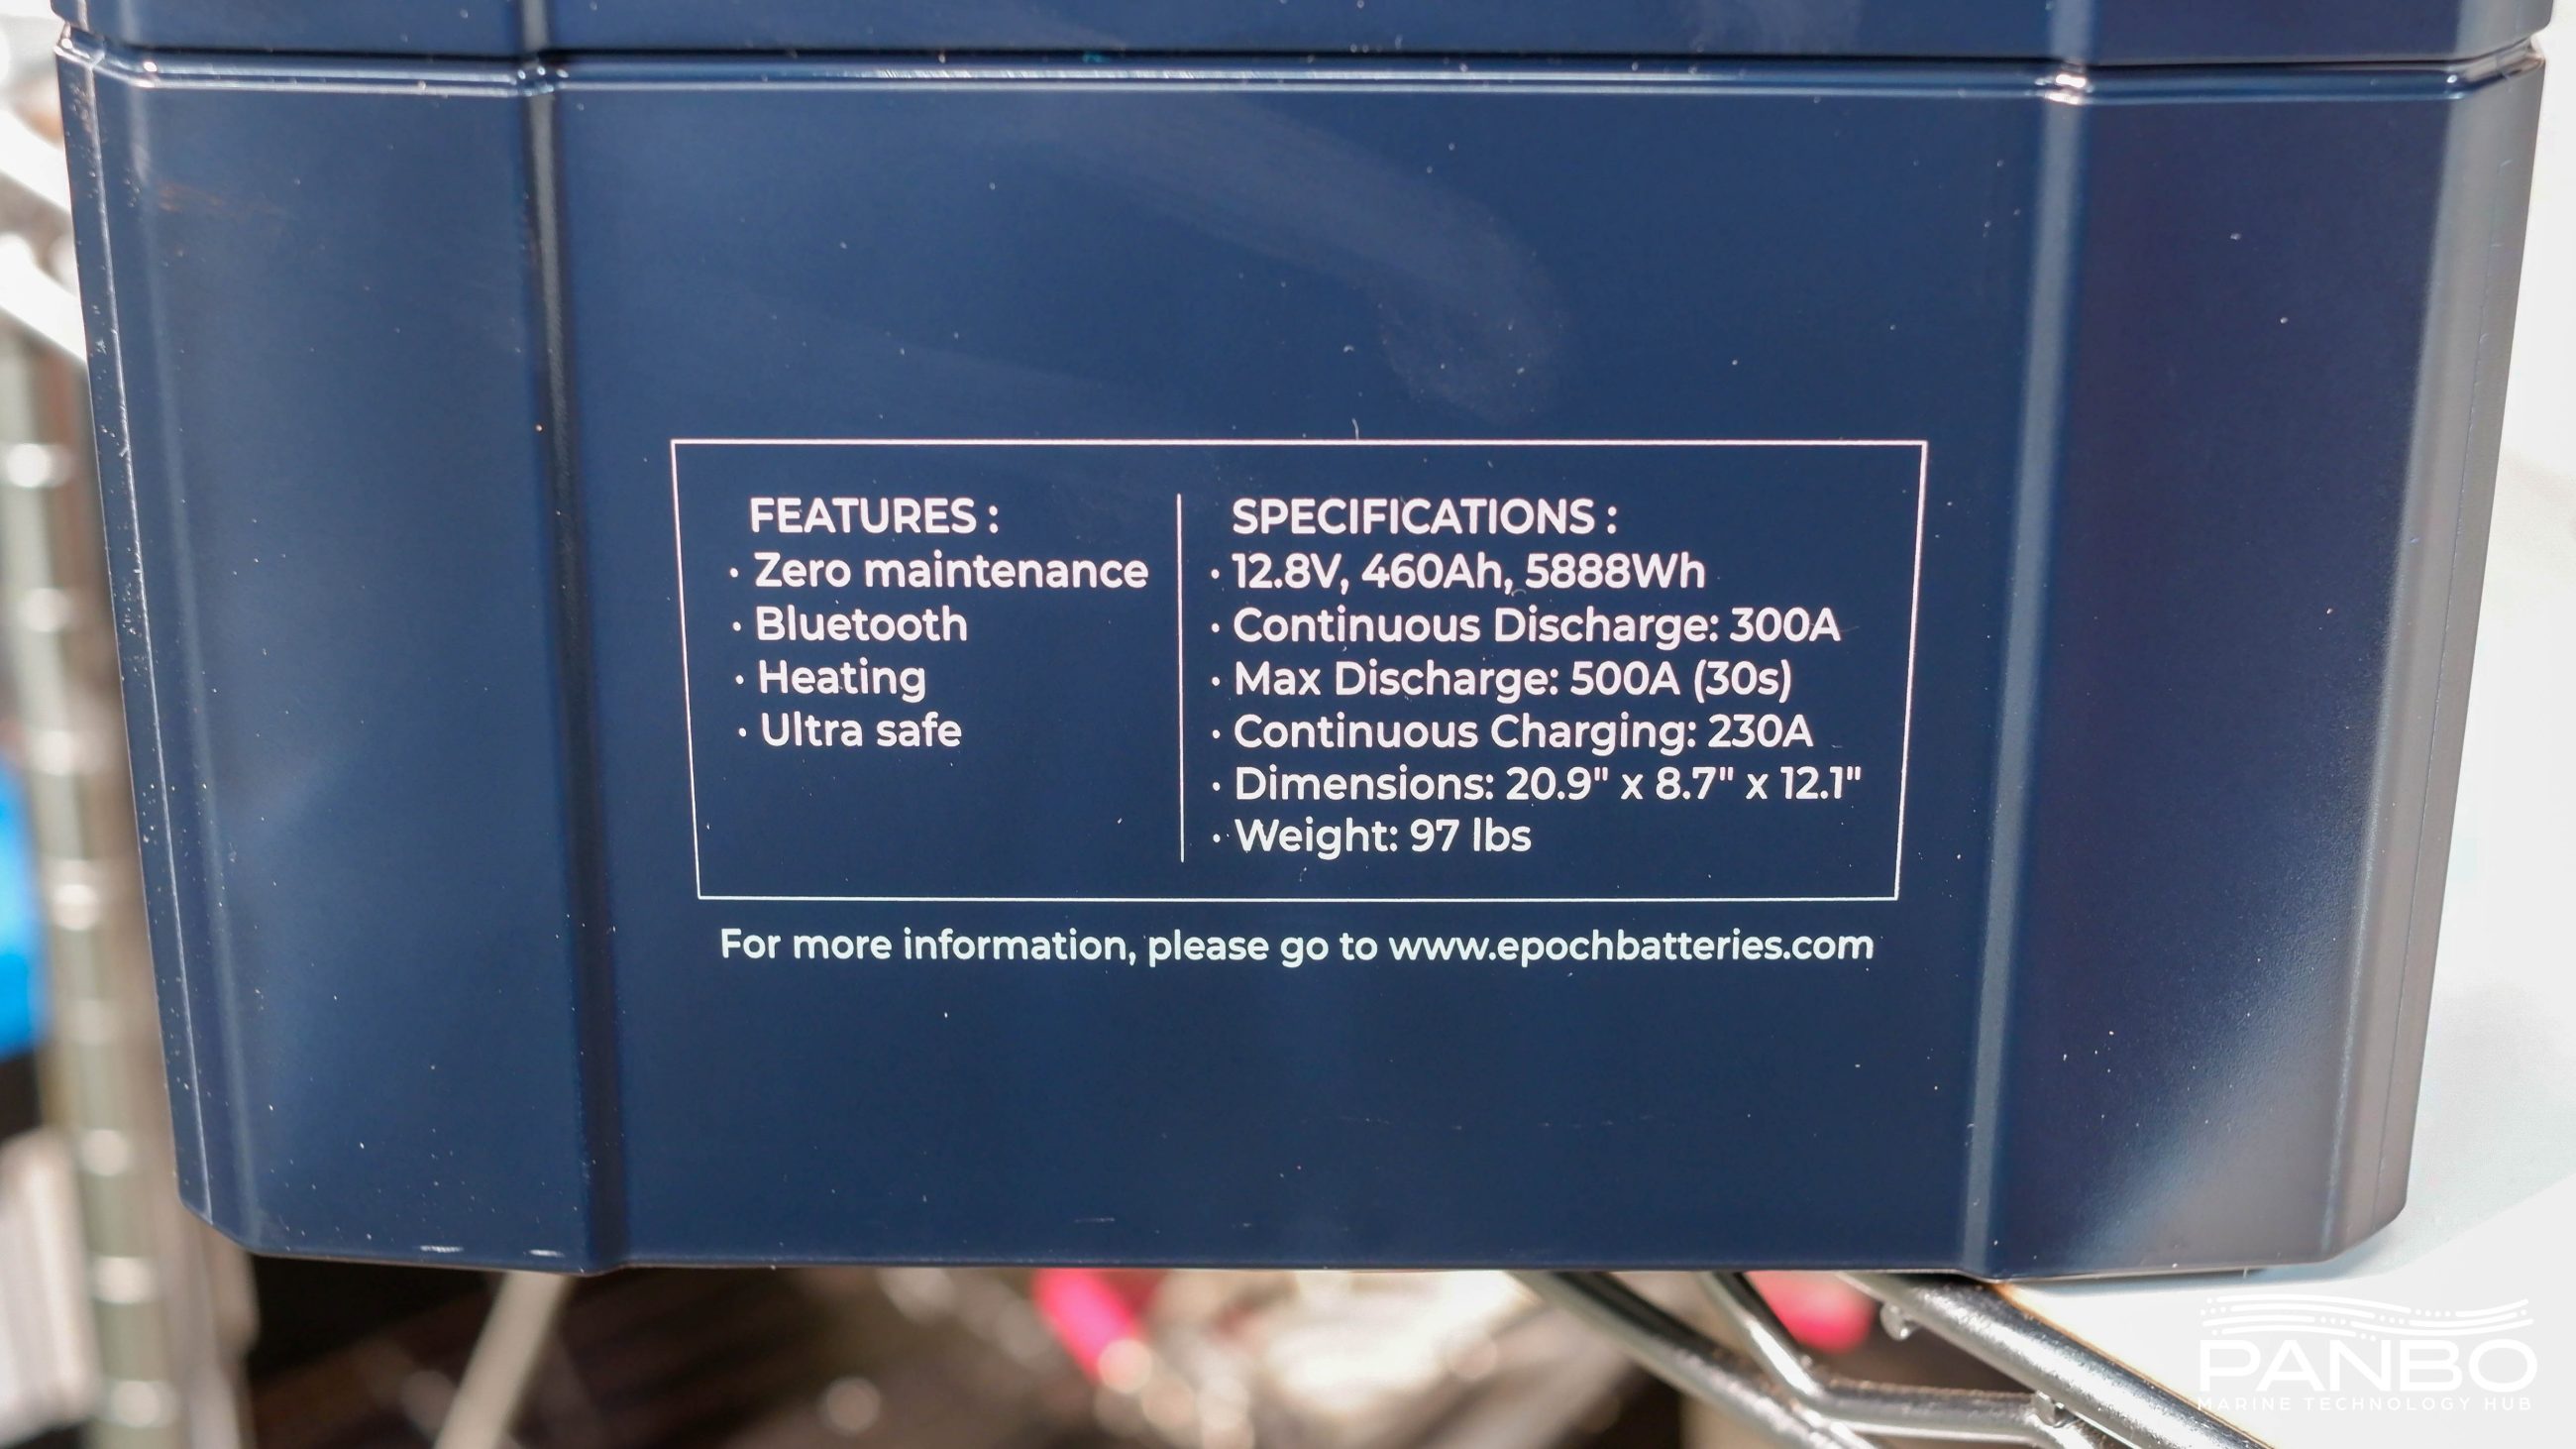 FEATURES :
· Zero maintenance
· Bluetooth
· Heating
· Ultra safe
SPECIFICATIONS :
· 12.8V, 460Ah, 5888Wh
· Continuous Discharge: 300A
· Max Discharge: 500A (30s)
· Continuous Charging: 230A
· Dimensions: 20.9" x 8.7" x 12.1"
· Weight: 97 lbs
For more information, please go to www.epochbatteries.com
PANBO
MARINE TECHNOLOGY HUB